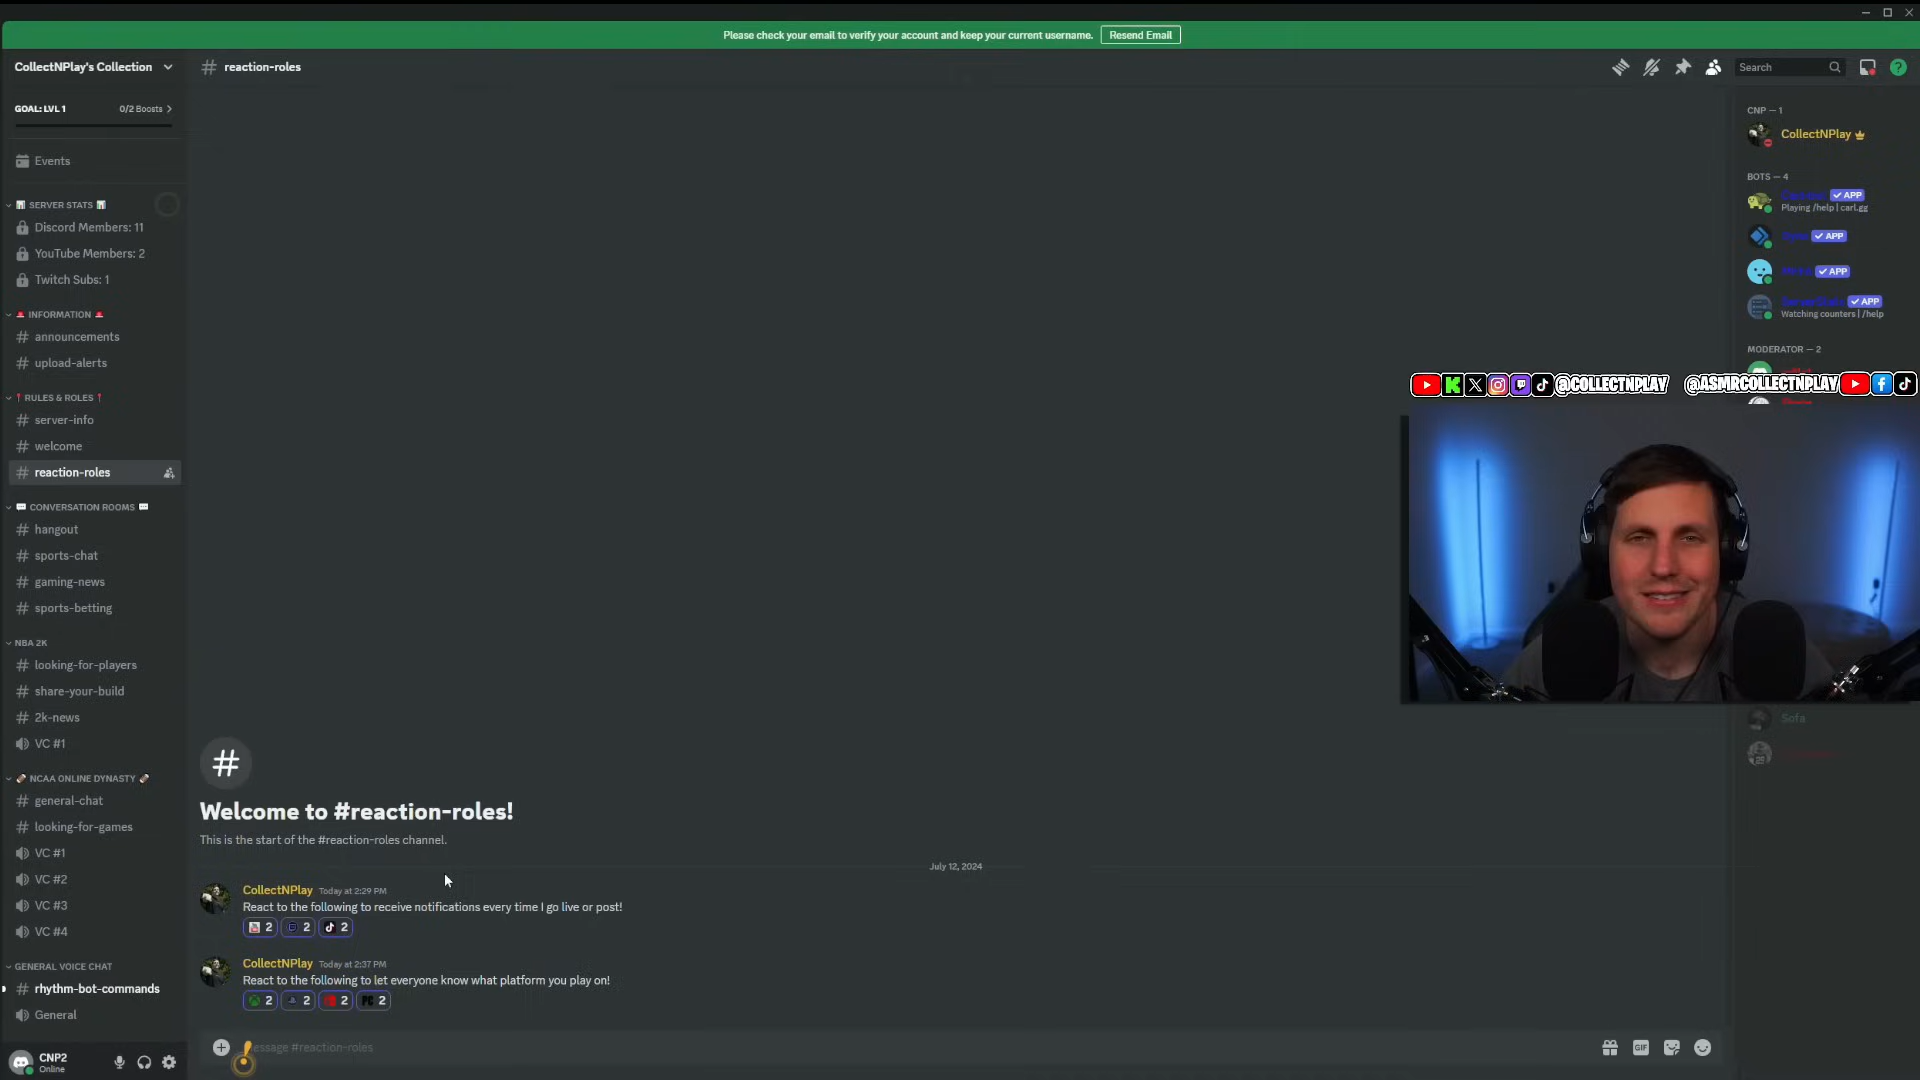 Please check your email to verify your account and keep your current username. Resend Email
CollectNPlay's Collection
GOAL: LVL 1 0/2 Boosts
Events
SERVER STATS
Discord Members: 11
YouTube Members: 2
Twitch Subs: 1
INFORMATION
announcements
upload-alerts
RULES & ROLES
server-info
welcome
reaction-roles
CONVERSATION ROOMS
hangout
sports-chat
gaming-news
sports-betting
NBA 2K
looking-for-players
share-your-build
2k-news
VC #1
NCAA ONLINE DYNASTY
general-chat
looking-for-games
VC #1
VC #2
VC #3
VC #4
GENERAL VOICE CHAT
rhythm-bot-commands
General
CNP2
Online
# reaction-roles
Search
#
Welcome to #reaction-roles!
This is the start of the #reaction-roles channel.
July 12, 2024
CollectNPlay Today at 2:29 PM
React to the following to receive notifications every time I go live or post!
2 2 2
CollectNPlay Today at 2:37 PM
React to the following to let everyone know what platform you play on!
2 2 2 PC 2
Message #reaction-roles
GIF
CNP — 1
CollectNPlay
BOTS — 4
APP
Playing /help | carl.gg
APP
APP
APP
Watching counters | /help
MODERATOR — 2
@COLLECTNPLAY @ASMRCOLLECTNPLAY
Sofa